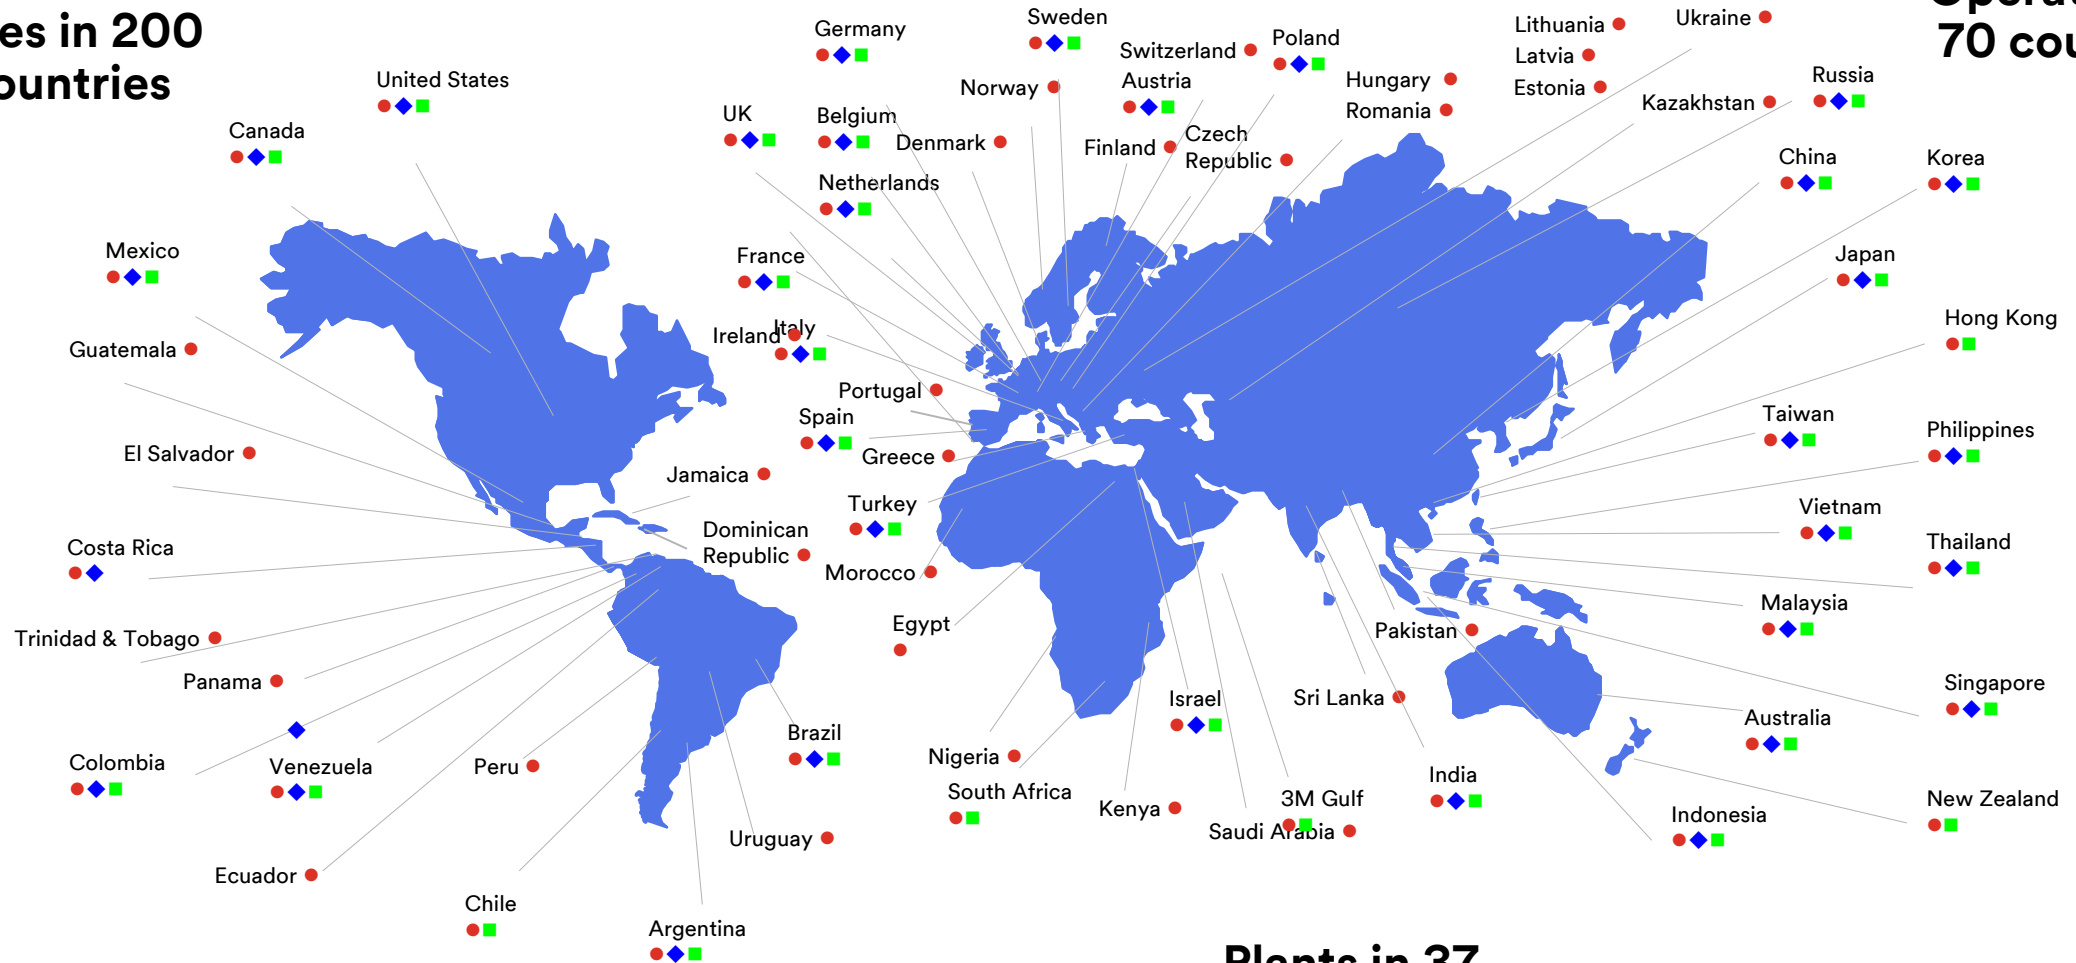 es in 200
ountries
70 cou
Germany
Sweden
Switzerland
Poland
Lithuania
Ukraine
Latvia
Norway
Austria
Hungary
Estonia
Russia
United States
Romania
Kazakhstan
Canada
UK
Belgium
Denmark
Finland
Czech
Republic
China
Korea
Netherlands
Mexico
France
Japan
Guatemala
Ireland
Italy
Hong Kong
Portugal
Spain
Taiwan
Philippines
El Salvador
Greece
Jamaica
Turkey
Vietnam
Dominican
Republic
Costa Rica
Thailand
Morocco
Malaysia
Egypt
Pakistan
Trinidad & Tobago
Panama
Israel
Sri Lanka
Singapore
Australia
Brazil
Colombia
Venezuela
Peru
Nigeria
South Africa
Kenya
3M Gulf
Saudi Arabia
India
Indonesia
New Zealand
Uruguay
Ecuador
Chile
Argentina
Plants in 37